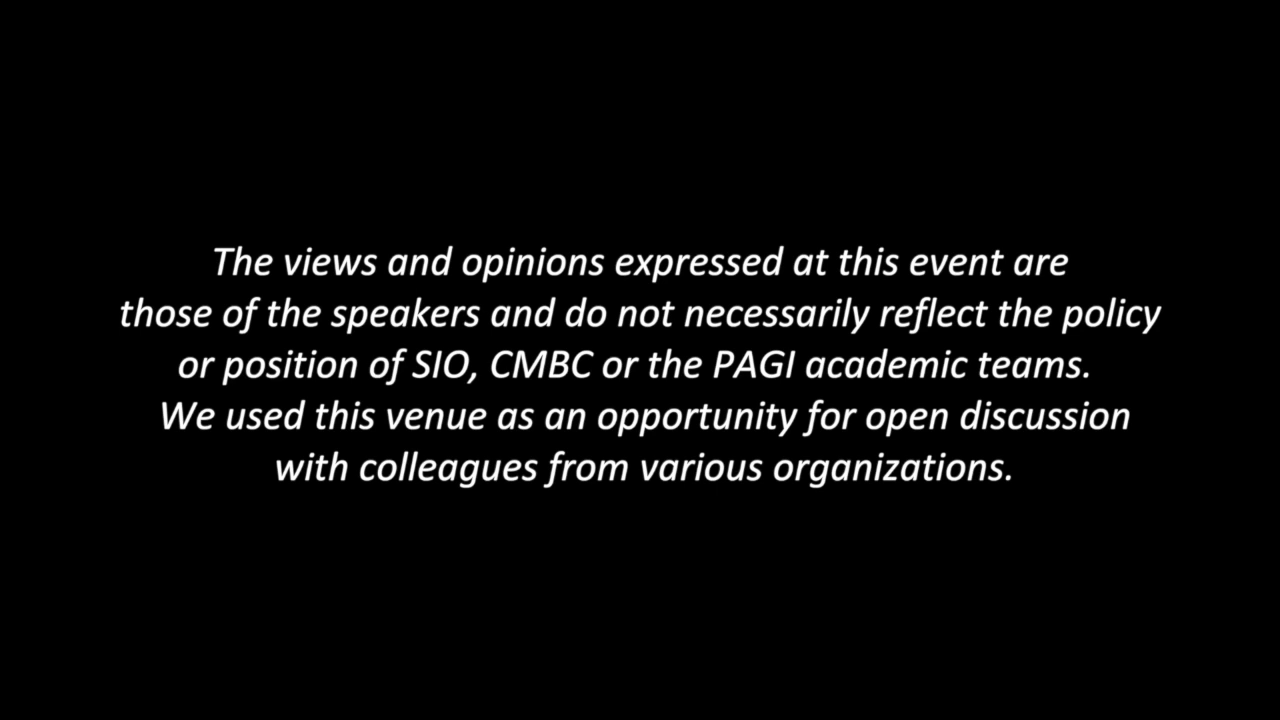 The views and opinions expressed at this event are
those of the speakers and do not necessarily reflect the policy
or position of SIO, CMBC or the PAGI academic teams.
We used this venue as an opportunity for open discussion
with colleagues from various organizations.